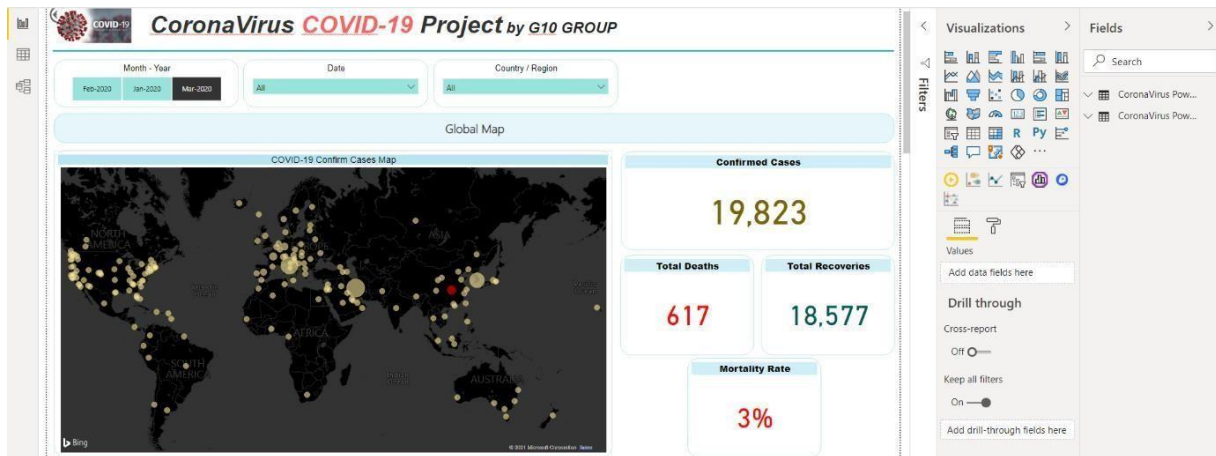 COVID-19
CoronaVirus COVID-19 Project by G10 GROUP
Month - Year
Feb-2020
Jan-2020
Mar-2020
Date
All
Country / Region
All
Global Map
COVID-19 Confirm Cases Map
NORTH
AMERICA
EUROPE
ASIA
AFRICA
SOUTH
AMERICA
AUSTRALIA
Bing
© 2021 Microsoft Corporation Terms
Confirmed Cases
19,823
Total Deaths
617
Total Recoveries
18,577
Mortality Rate
3%
Filters
Visualizations
R
Py
Values
Add data fields here
Drill through
Cross-report
Off
Keep all filters
On
Add drill-through fields here
Fields
Search
CoronaVirus Pow...
CoronaVirus Pow...